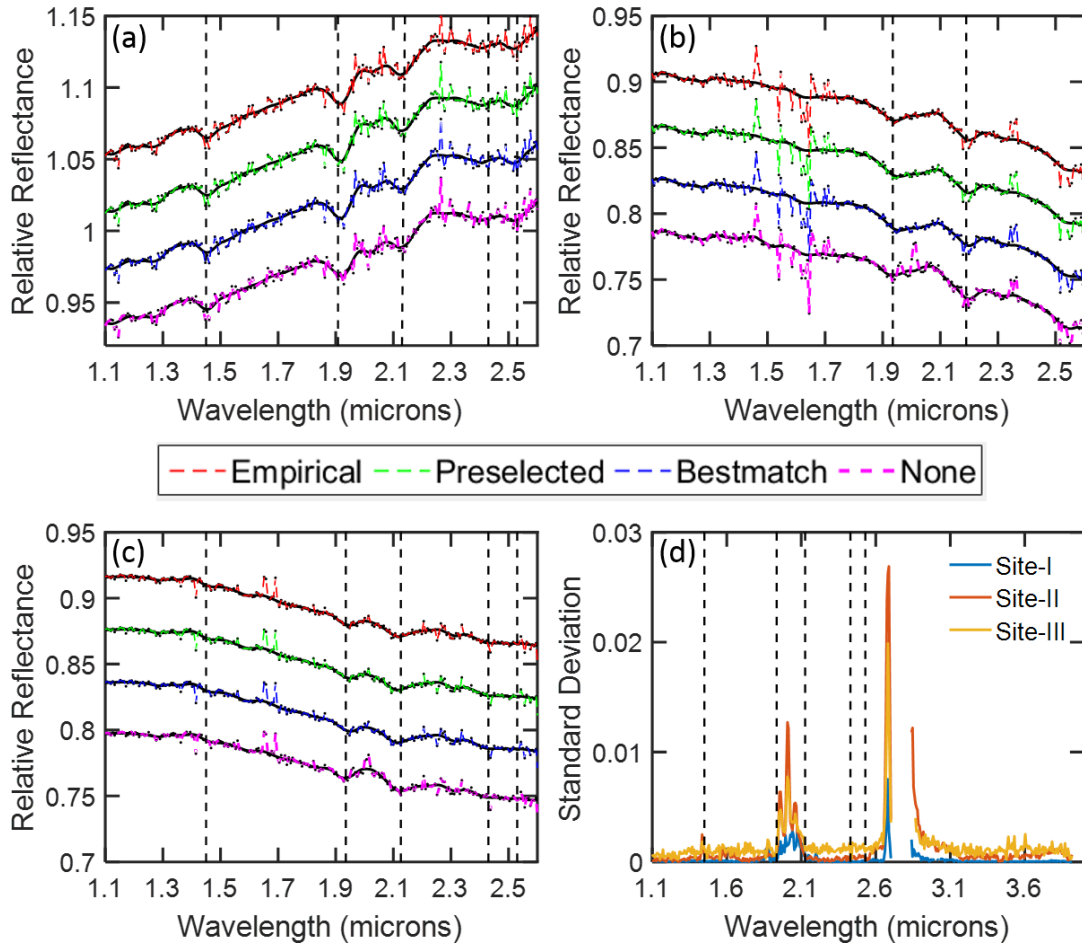 (a)
1.15
1.1
1.05
1
0.95
Relative Reflectance
1.1 1.3 1.5 1.7 1.9 2.1 2.3 2.5
Wavelength (microns)
(b)
0.95
0.9
0.85
0.8
0.75
0.7
Relative Reflectance
1.1 1.3 1.5 1.7 1.9 2.1 2.3 2.5
Wavelength (microns)
Empirical Preselected Bestmatch None
(c)
0.95
0.9
0.85
0.8
0.75
0.7
Relative Reflectance
1.1 1.3 1.5 1.7 1.9 2.1 2.3 2.5
Wavelength (microns)
(d)
0.03
0.02
0.01
0
Standard Deviation
Site-I
Site-II
Site-III
1.1 1.6 2.1 2.6 3.1 3.6
Wavelength (microns)